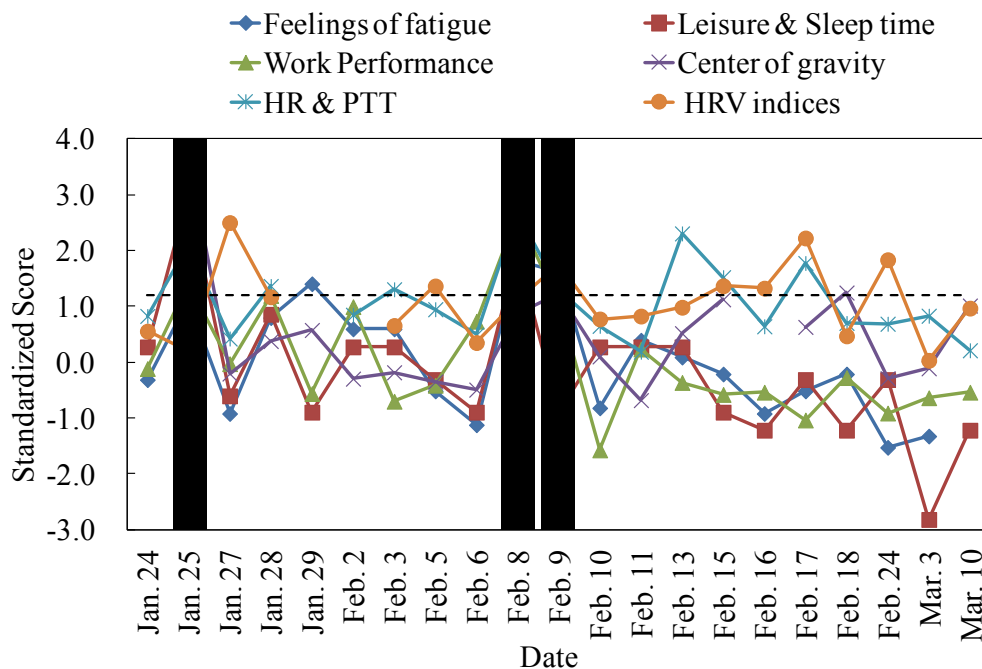 Feelings of fatigue
Leisure & Sleep time
Work Performance
Center of gravity
HR & PTT
HRV indices
Standardized Score
4.0
3.0
2.0
1.0
0.0
-1.0
-2.0
-3.0
Jan. 24
Jan. 25
Jan. 27
Jan. 28
Jan. 29
Feb. 2
Feb. 3
Feb. 5
Feb. 6
Feb. 8
Feb. 9
Feb. 10
Feb. 11
Feb. 13
Feb. 15
Feb. 16
Feb. 17
Feb. 18
Feb. 24
Mar. 3
Mar. 10
Date